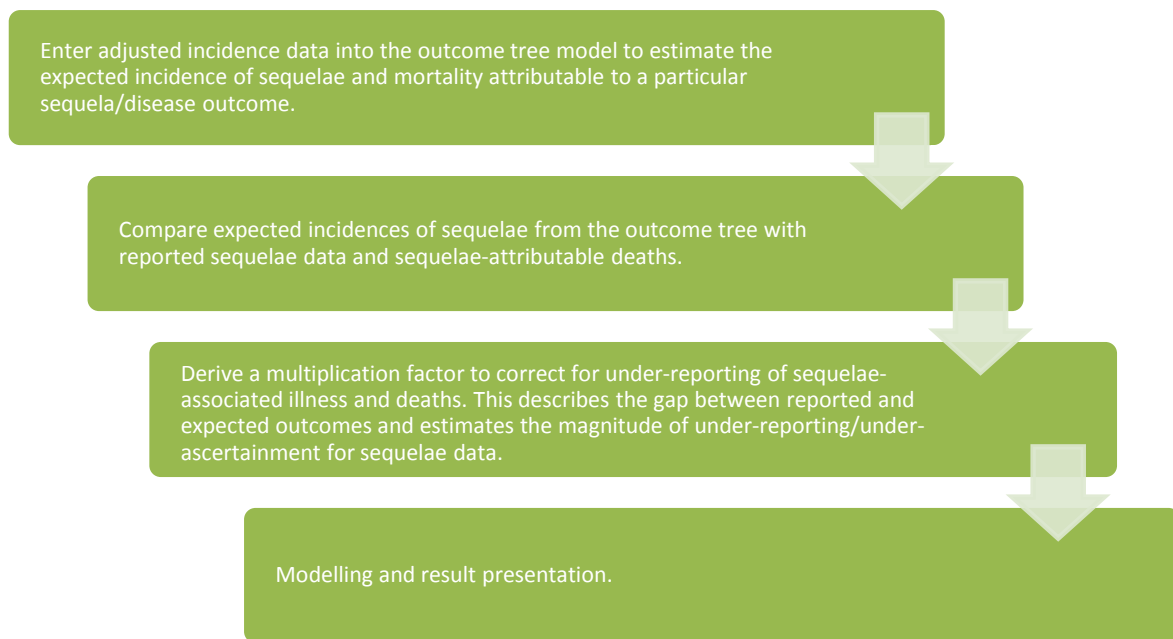 Enter adjusted incidence data into the outcome tree model to estimate the
expected incidence of sequelae and mortality attributable to a particular
sequela/disease outcome.
Compare expected incidences of sequelae from the outcome tree with
reported sequelae data and sequelae-attributable deaths.
Derive a multiplication factor to correct for under-reporting of sequelae-
associated illness and deaths. This describes the gap between reported and
expected outcomes and estimates the magnitude of under-reporting/under-
ascertainment for sequelae data.
Modelling and result presentation.